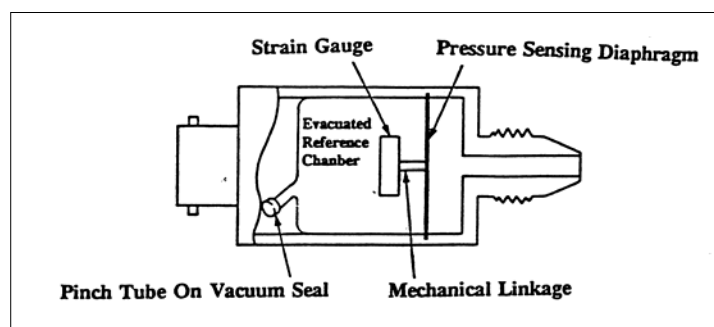 Strain Gauge
Pressure Sensing Diaphragm
Evacuated
Reference
Chanber
Pinch Tube On Vacuum Seal
Mechanical Linkage